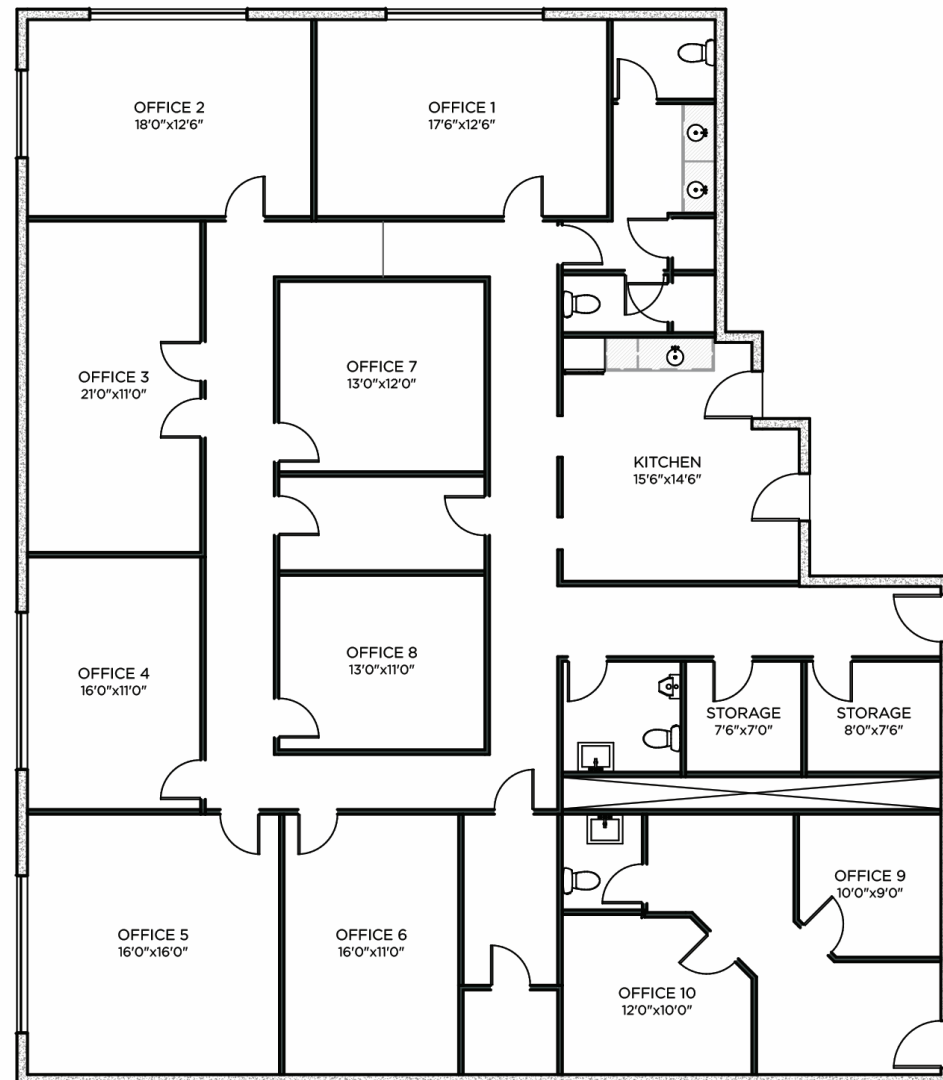 OFFICE 2
18'0"x12'6"
OFFICE 1
17'6"x12'6"
OFFICE 3
21'0"x11'0"
OFFICE 7
13'0"x12'0"
KITCHEN
15'6"x14'6"
OFFICE 4
16'0"x11'0"
OFFICE 8
13'0"x11'0"
STORAGE
7'6"x7'0"
STORAGE
8'0"x7'6"
OFFICE 9
10'0"x9'0"
OFFICE 5
16'0"x16'0"
OFFICE 6
16'0"x11'0"
OFFICE 10
12'0"x10'0"